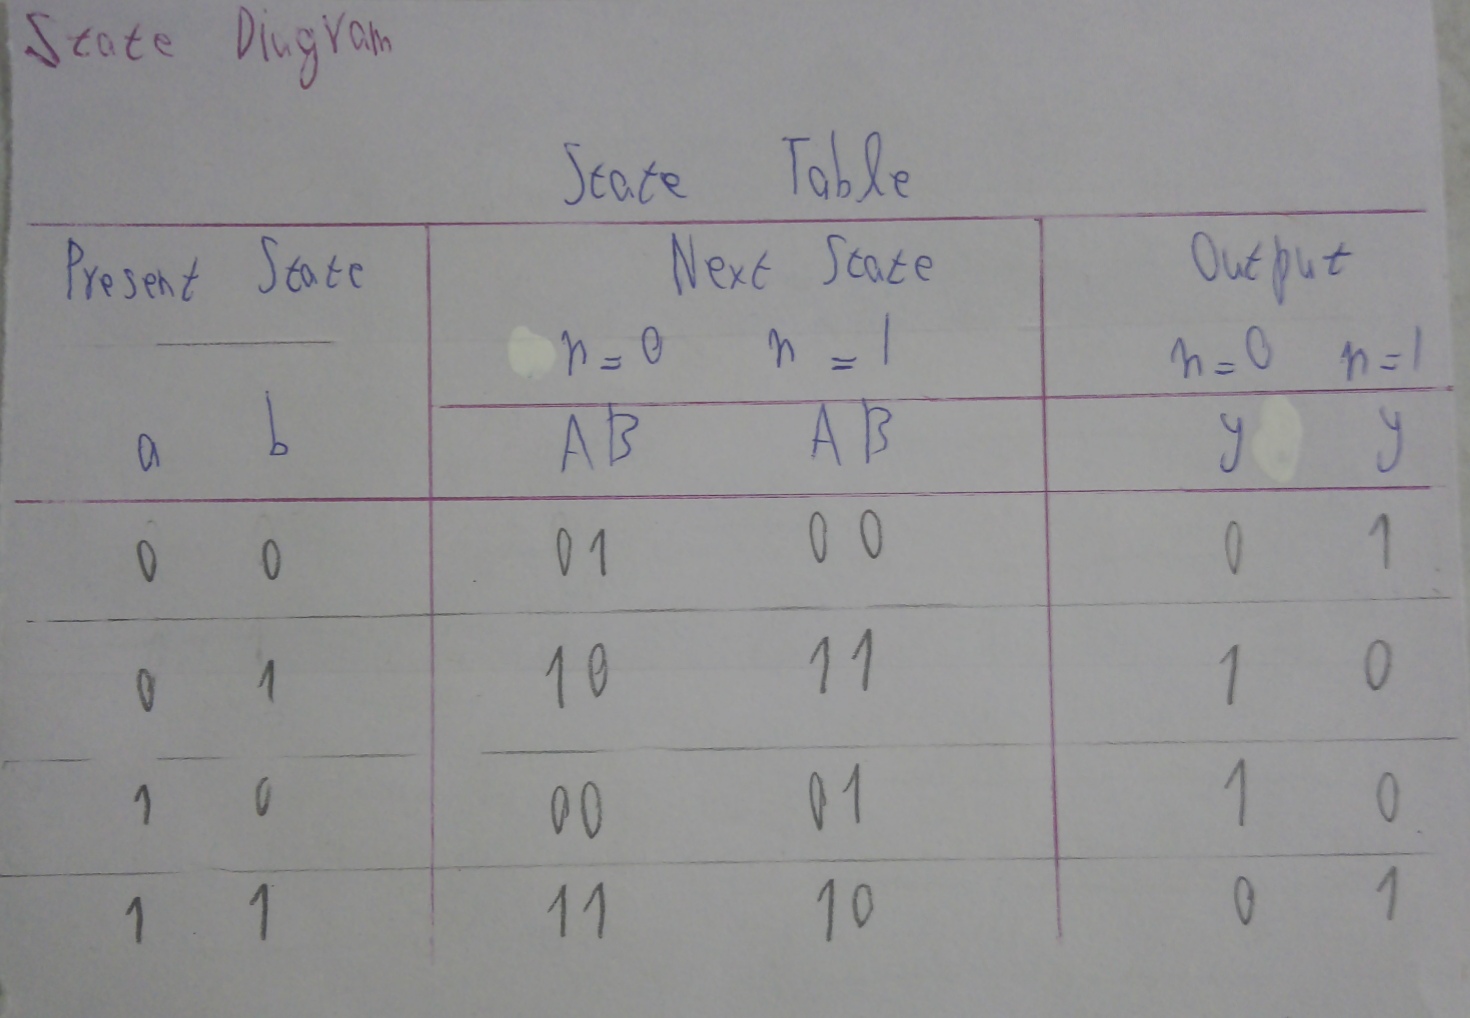 State Diagram
State Table
Present State Next State Output
n=0 n=1 n=0 n=1
a b AB AB y y
0 0 01 00 0 1
0 1 10 11 1 0
1 0 00 01 1 0
1 1 11 10 0 1